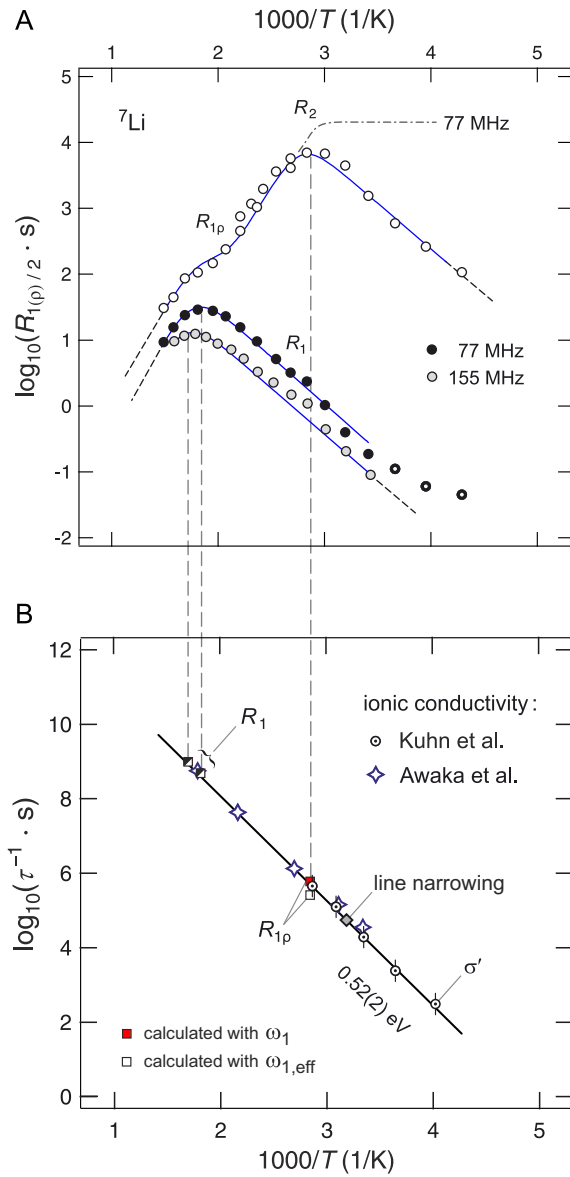 A
1000/T (1/K)
1 2 3 4 5
5
4
3
2
1
0
-1
-2
log10(R1(ρ)/2 · s)
7Li
R2
77 MHz
R1ρ
R1
77 MHz
155 MHz
B
12
10
8
6
4
2
0
log10(τ−1 · s)
R1
ionic conductivity:
Kuhn et al.
Awaka et al.
line narrowing
R1ρ
σ′
0.52(2) eV
calculated with ω1
calculated with ω1,eff
1 2 3 4 5
1000/T (1/K)